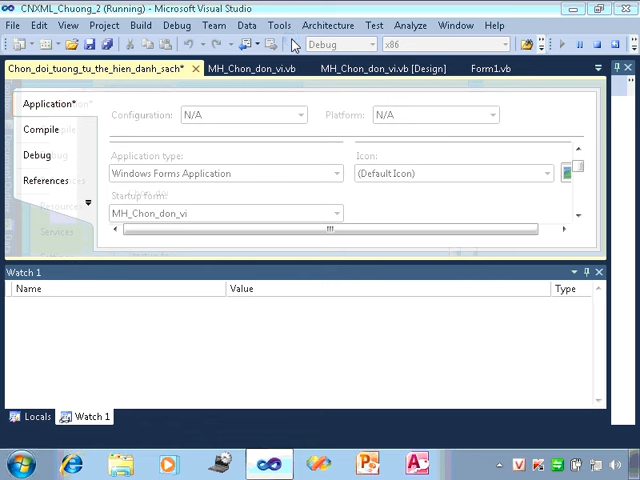 CNXML_Chuong_2 (Running) - Microsoft Visual Studio
File Edit View Project Build Debug Data Tools Architecture Test Analyze Window Help
Debug x86
Chon_doi_tuong_tu_the_hien_danh_sach* MH_Chon_don_vi.vb MH_Chon_don_vi.vb [Design] Form1.vb
Application*
Configuration: N/A Platform: N/A
Compile
Debug
Application type: Icon:
Windows Forms Application (Default Icon)
References
Startup form:
Resources
MH_Chon_don_vi
Services
Watch 1
Name Value Type
Locals Watch 1